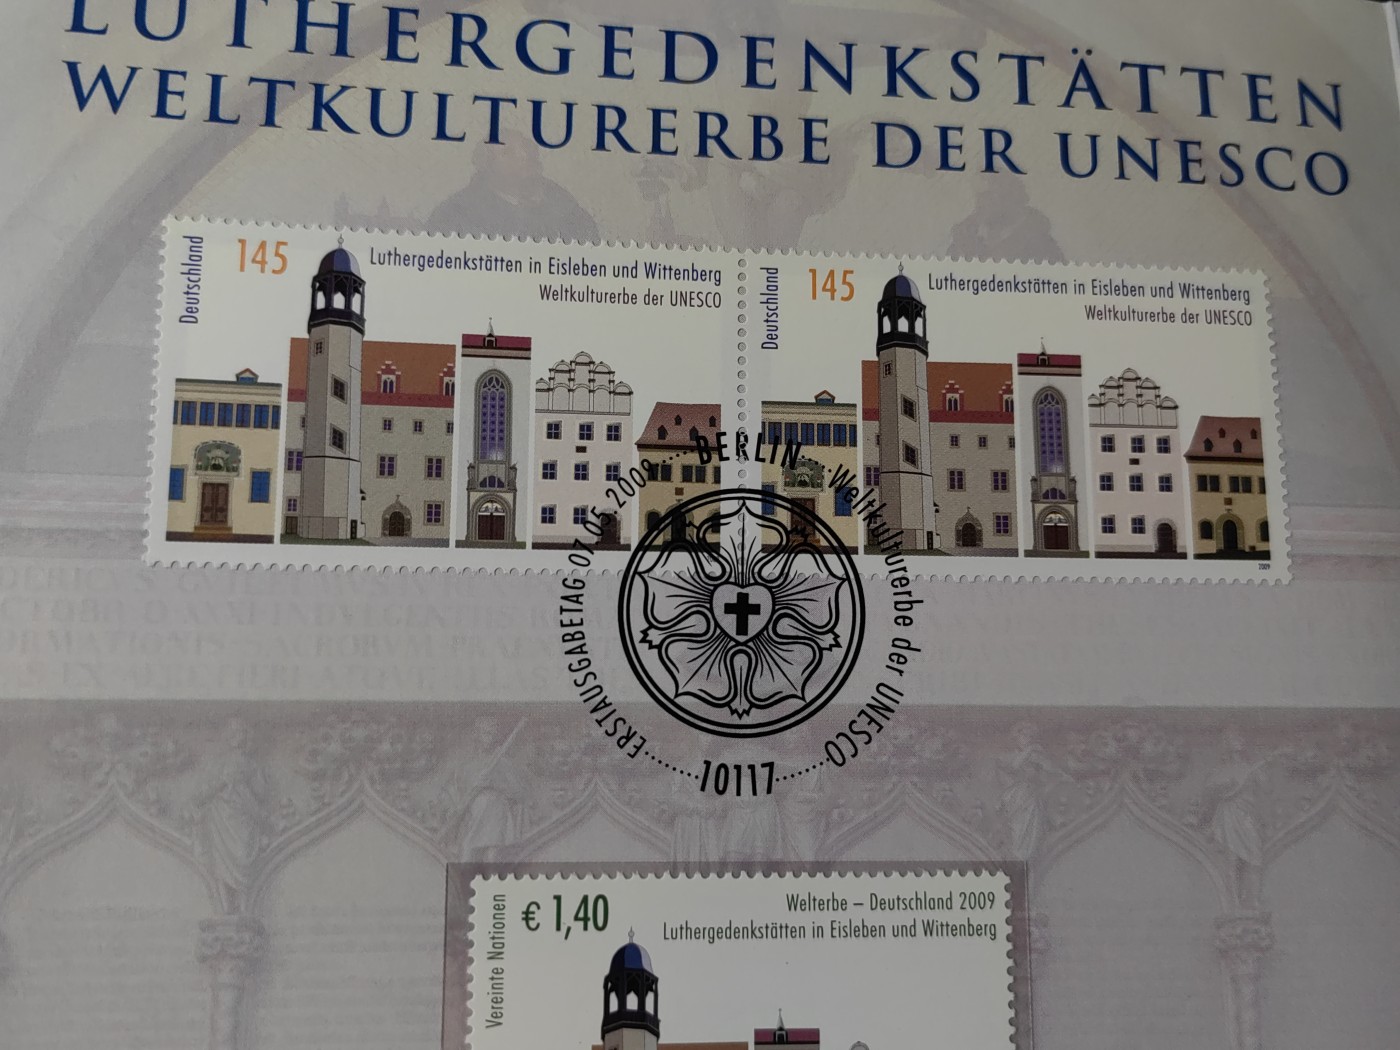 LUTHERGEDENKSTÄTTEN
WELTKULTURERBE DER UNESCO
Deutschland
145
Luthergedenkstätten in Eisleben und Wittenberg
Weltkulturerbe der UNESCO
Deutschland
145
Luthergedenkstätten in Eisleben und Wittenberg
Weltkulturerbe der UNESCO
2009
BERLIN
Weltkulturerbe der UNESCO
10117
ERSTAUSGABETAG 07.05.2009
Vereinte Nationen
€ 1,40
Welterbe – Deutschland 2009
Luthergedenkstätten in Eisleben und Wittenberg